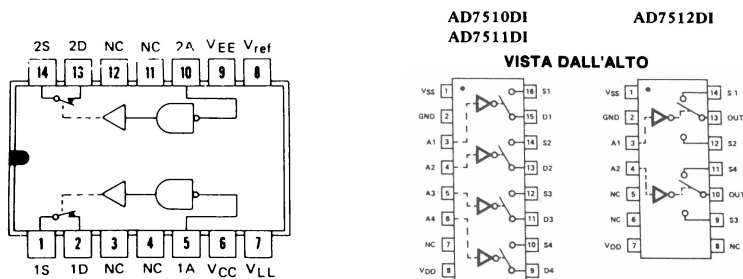 AD7510DI
AD7511DI
AD7512DI
VISTA DALL'ALTO
2S 2D NC NC 2A VEE Vref
14 13 12 11 10 9 8
1 2 3 4 5 6 7
1S 1D NC NC 1A VCC VLL
VSS 1 16 S1
GND 2 15 D1
A1 3 14 S2
A2 4 13 D2
A3 5 12 S3
A4 6 11 D3
NC 7 10 S4
VDD 8 9 D4
VSS 1 14 S1
GND 2 13 OUT
A1 3 12 S2
A2 4 11 S4
NC 5 10 OUT
NC 6 9 S3
VDD 7 8 NC